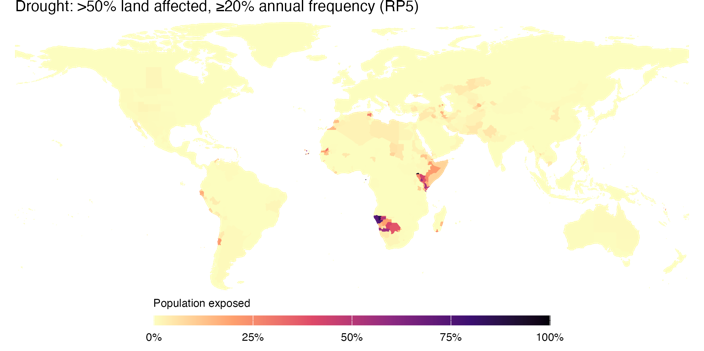 Drought: >50% land affected, ≥20% annual frequency (RP5)
Population exposed
0% 25% 50% 75% 100%